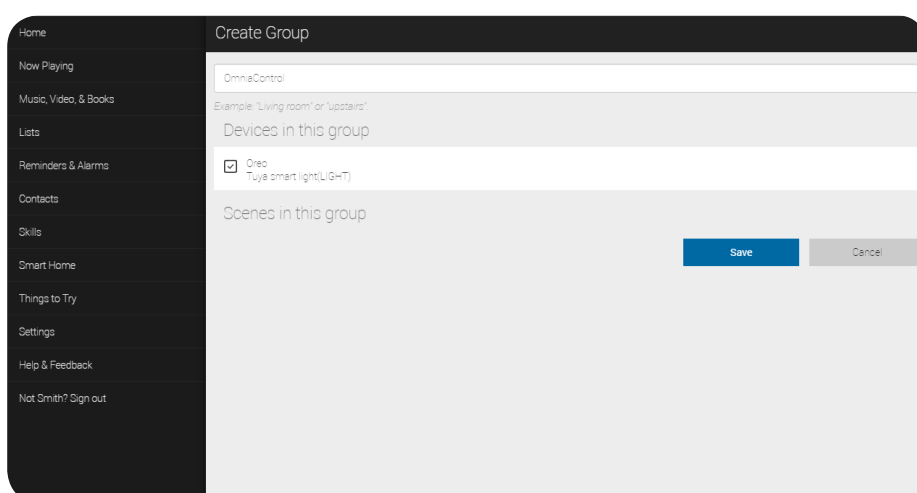 Home
Now Playing
Music, Video, & Books
Lists
Reminders & Alarms
Contacts
Skills
Smart Home
Things to Try
Settings
Help & Feedback
Not Smith? Sign out
Create Group
OmniaControl
Example: "Living room" or "upstairs".
Devices in this group
Oreo
Tuya smart light(LIGHT)
Scenes in this group
Save
Cancel